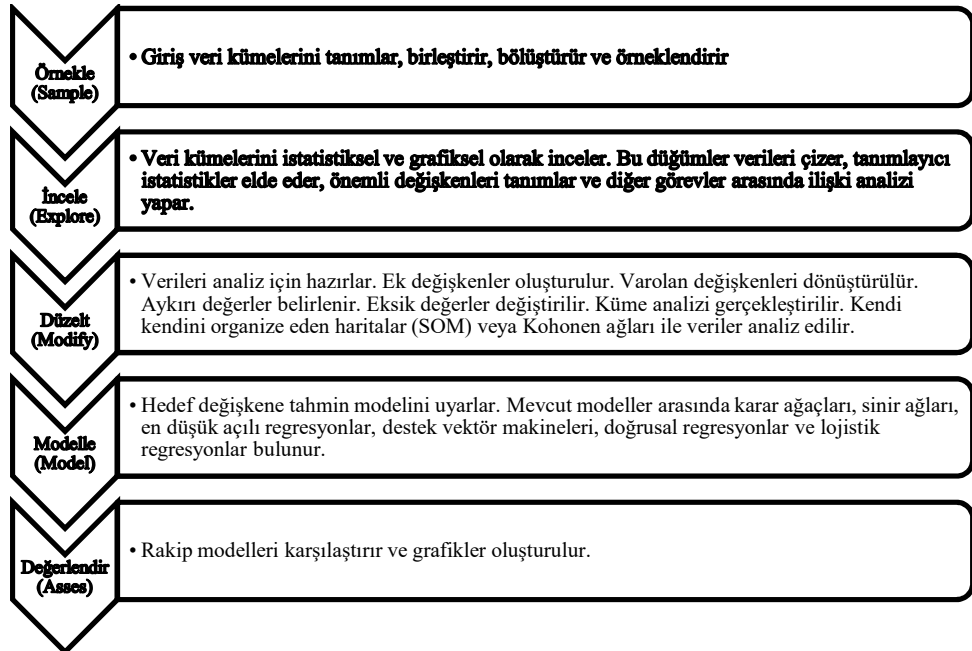 Örnekle
(Sample)
• Giriş veri kümelerini tanımlar, birleştirir, bölüştürür ve örneklendirir
İncele
(Explore)
• Veri kümelerini istatistiksel ve grafiksel olarak inceler. Bu düğümler verileri çizer, tanımlayıcı
istatistikler elde eder, önemli değişkenleri tanımlar ve diğer görevler arasında ilişki analizi
yapar.
Düzelt
(Modify)
• Verileri analiz için hazırlar. Ek değişkenler oluşturulur. Varolan değişkenleri dönüştürülür.
Aykırı değerler belirlenir. Eksik değerler değiştirilir. Küme analizi gerçekleştirilir. Kendi
kendini organize eden haritalar (SOM) veya Kohonen ağları ile veriler analiz edilir.
Modelle
(Model)
• Hedef değişkene tahmin modelini uyarlar. Mevcut modeller arasında karar ağaçları, sinir ağları,
en düşük açılı regresyonlar, destek vektör makineleri, doğrusal regresyonlar ve lojistik
regresyonlar bulunur.
Değerlendir
(Asses)
• Rakip modelleri karşılaştırır ve grafikler oluşturulur.